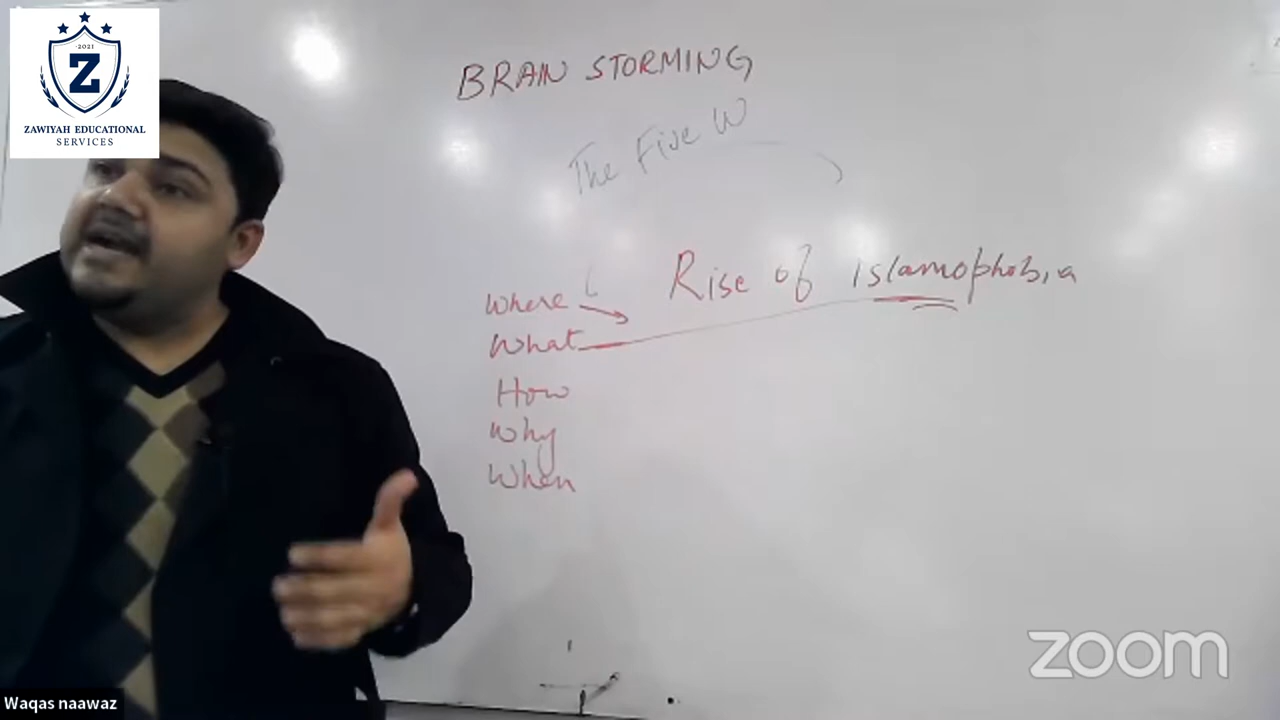 ·2021·
Z
ZAWIYAH EDUCATIONAL
SERVICES
BRAIN STORMING
The Five W
Rise of islamophobia
Where
What
How
Why
When
zoom
Waqas naawaz